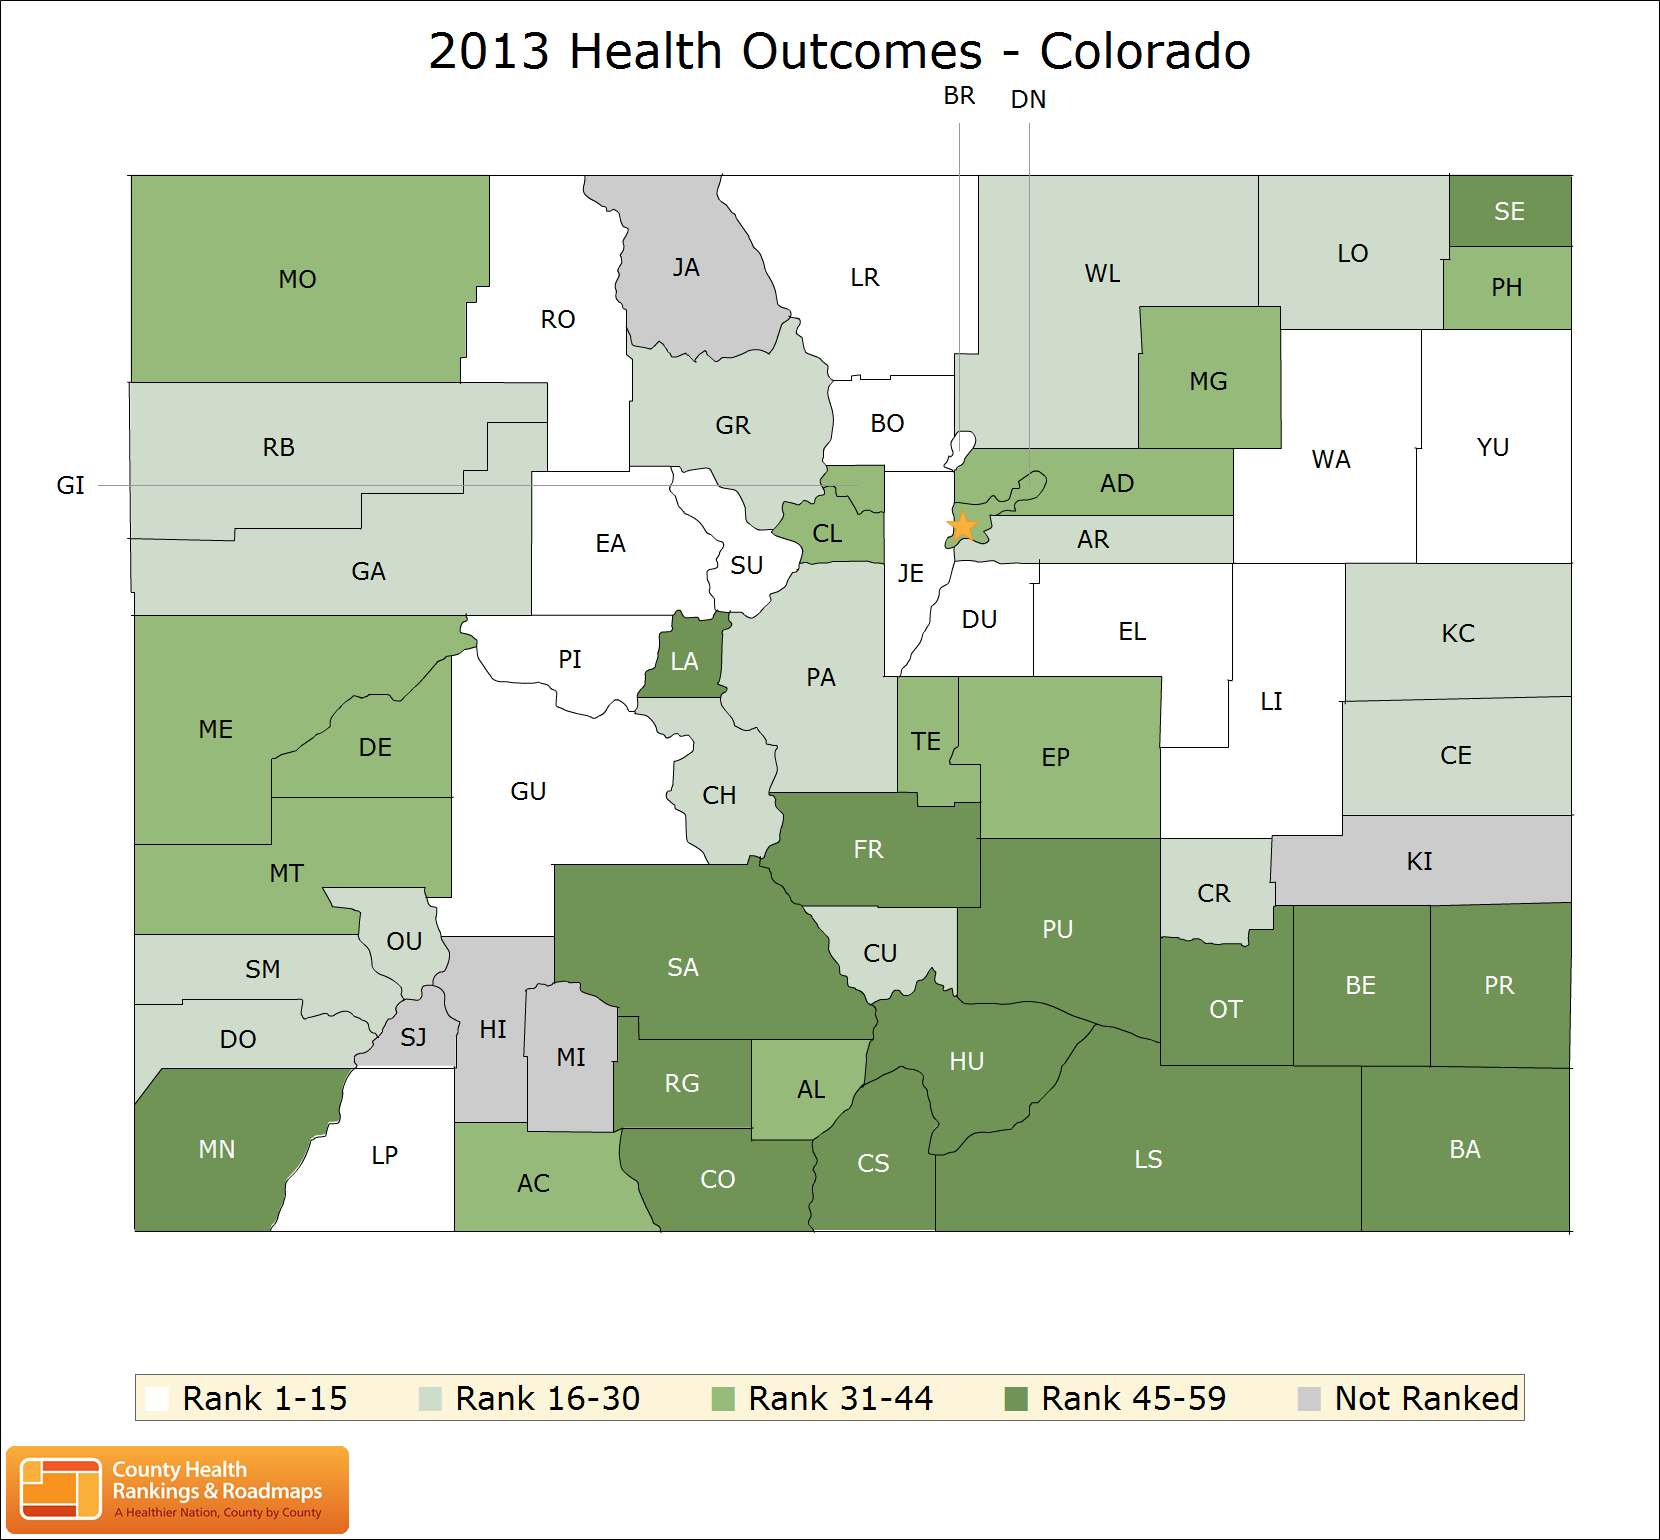 2013 Health Outcomes - Colorado
BR DN
SE
LO
JA
WL
LR
MO
PH
RO
MG
BO
GR
RB
YU
WA
GI
AD
CL
AR
EA
SU
GA
JE
DU
EL
KC
PI
LA
PA
LI
ME
TE
DE
EP
CE
GU
CH
FR
KI
MT
CR
PU
OU
CU
SM
SA
BE
PR
OT
HI
SJ
DO
MI
HU
RG
AL
MN
LP
CS
LS
BA
AC
CO
Rank 1-15 Rank 16-30 Rank 31-44 Rank 45-59 Not Ranked
County Health
Rankings & Roadmaps
A Healthier Nation, County by County